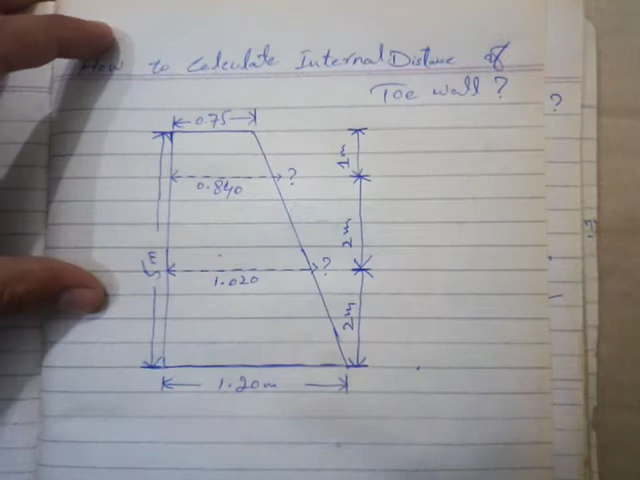 How to Calculate Internal Distance of
Toe wall ?
?
0.75
1m
0.840
?
2m
5m
?
1.020
2m
1.20m